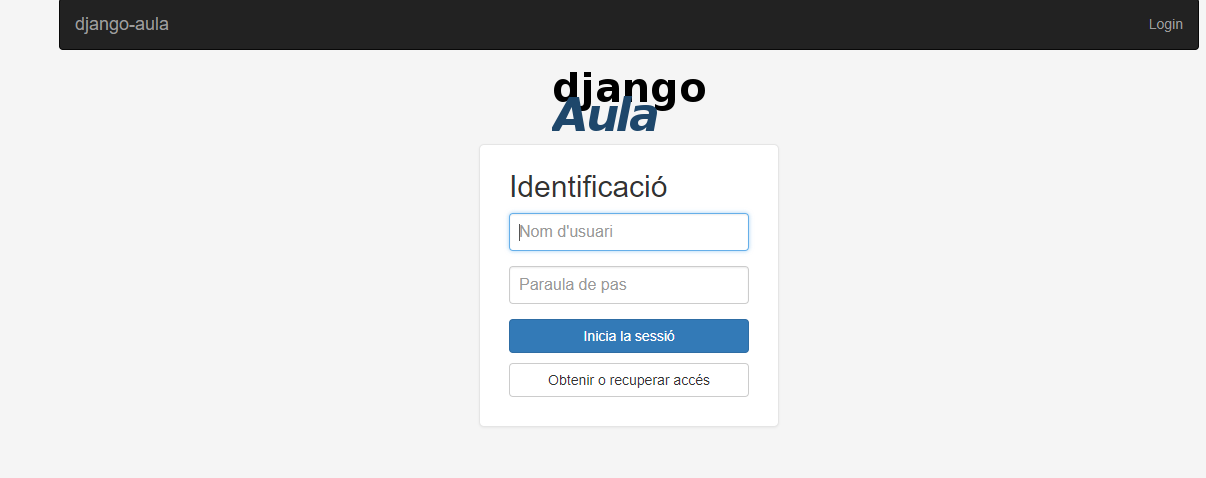 django-aula
Login
django
Aula
Identificació
Nom d'usuari
Paraula de pas
Inicia la sessió
Obtenir o recuperar accés